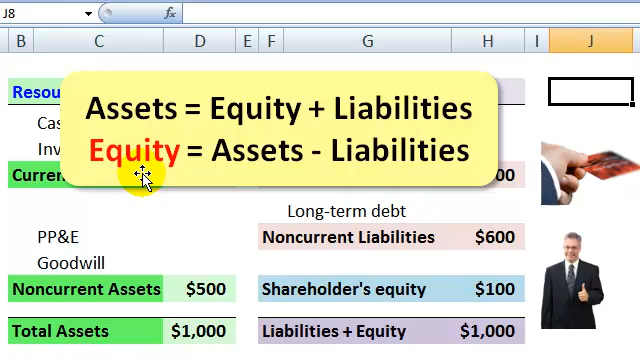 J8
fx
B C D E F G H I J
Resou
Assets = Equity + Liabilities
Cas
Equity = Assets - Liabilities
Inv
Curren 00
Long-term debt
PP&E Noncurrent Liabilities $600
Goodwill
Noncurrent Assets $500 Shareholder's equity $100
Total Assets $1,000 Liabilities + Equity $1,000